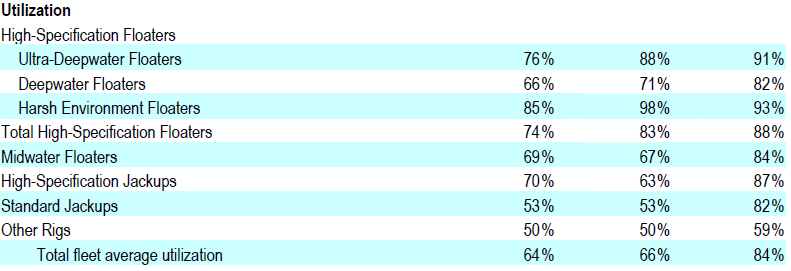 Utilization
High-Specification Floaters
Ultra-Deepwater Floaters 76% 88% 91%
Deepwater Floaters 66% 71% 82%
Harsh Environment Floaters 85% 98% 93%
Total High-Specification Floaters 74% 83% 88%
Midwater Floaters 69% 67% 84%
High-Specification Jackups 70% 63% 87%
Standard Jackups 53% 53% 82%
Other Rigs 50% 50% 59%
Total fleet average utilization 64% 66% 84%